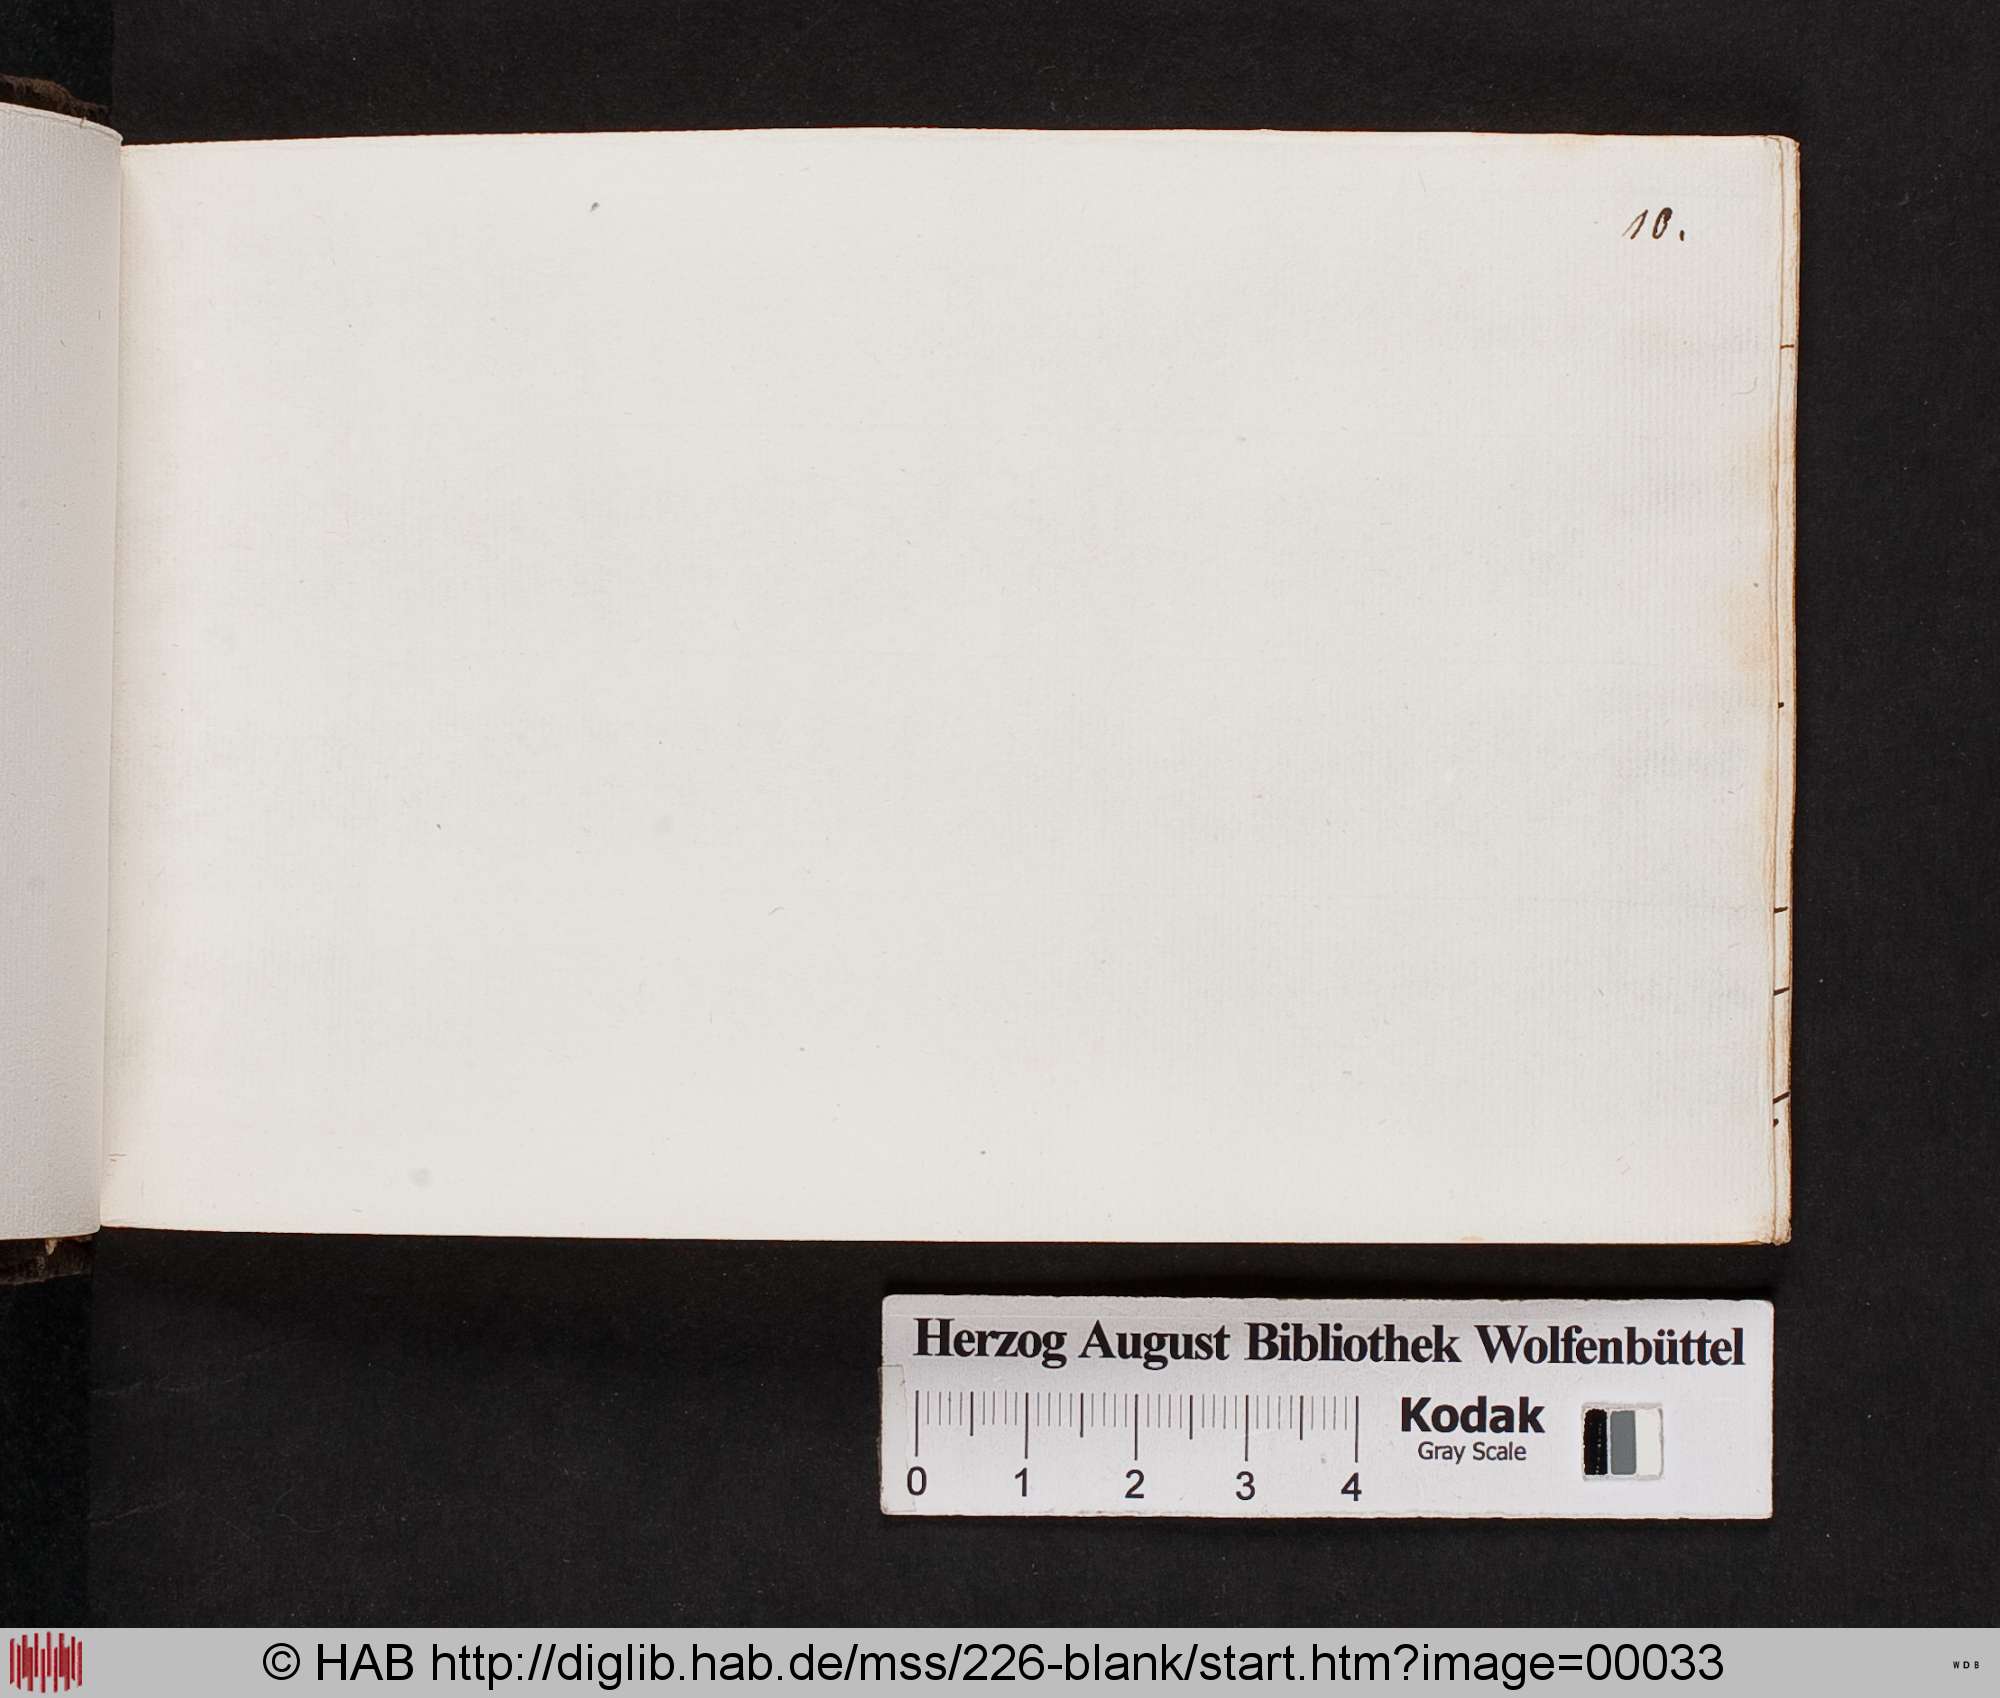 10.
Herzog August Bibliothek Wolfenbüttel
Kodak
Gray Scale
0 1 2 3 4
© HAB http://diglib.hab.de/mss/226-blank/start.htm?image=00033
WDB